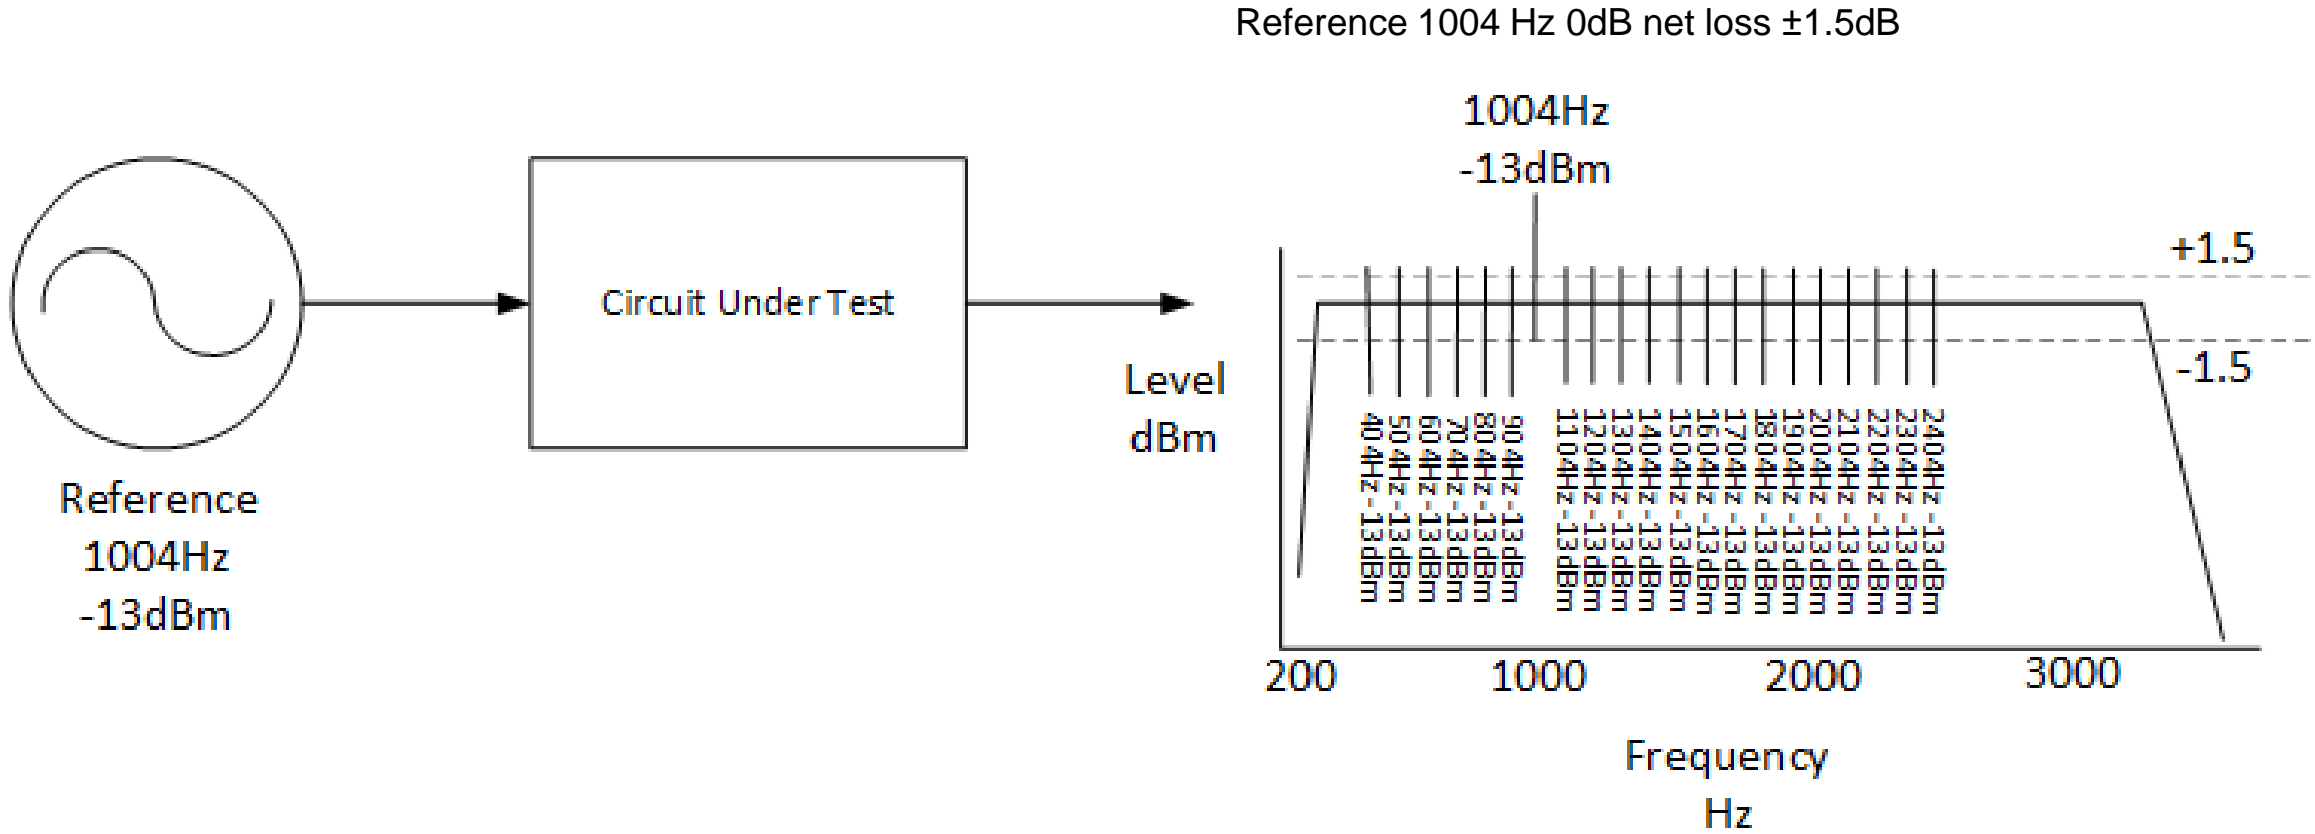 Reference 1004 Hz 0dB net loss ±1.5dB
1004Hz
-13dBm
Circuit Under Test
Reference
1004Hz
-13dBm
Level
dBm
+1.5
-1.5
404Hz -13dBm
504Hz -13dBm
604Hz -13dBm
704Hz -13dBm
804Hz -13dBm
904Hz -13dBm
1104Hz -13dBm
1204Hz -13dBm
1304Hz -13dBm
1404Hz -13dBm
1504Hz -13dBm
1604Hz -13dBm
1704Hz -13dBm
1804Hz -13dBm
1904Hz -13dBm
2004Hz -13dBm
2104Hz -13dBm
2204Hz -13dBm
2304Hz -13dBm
2404Hz -13dBm
200 1000 2000 3000
Frequency
Hz